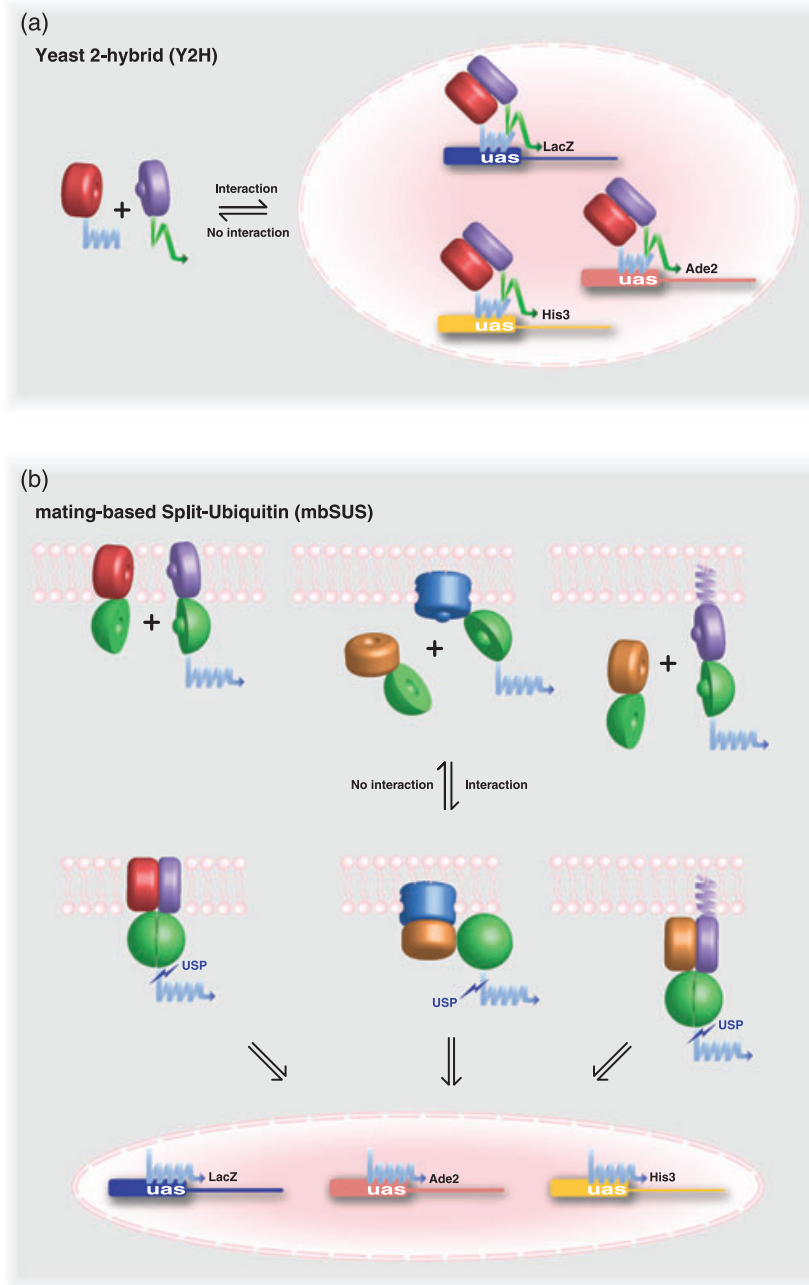 (a)
Yeast 2-hybrid (Y2H)
uas
LacZ
+
Interaction
No interaction
uas
Ade2
uas
His3
(b)
mating-based Split-Ubiquitin (mbSUS)
+
+
+
No interaction
Interaction
USP
USP
USP
uas
LacZ
uas
Ade2
uas
His3